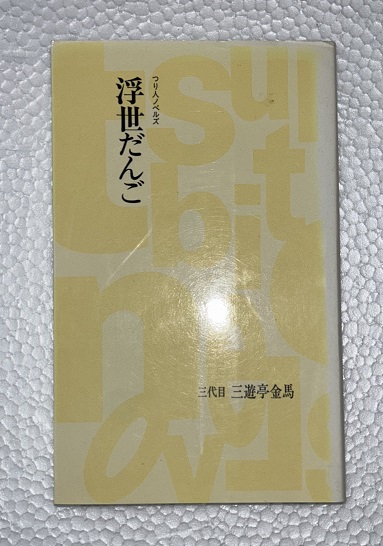 つり人ノベルズ
浮世だんご
三代目 三遊亭金馬